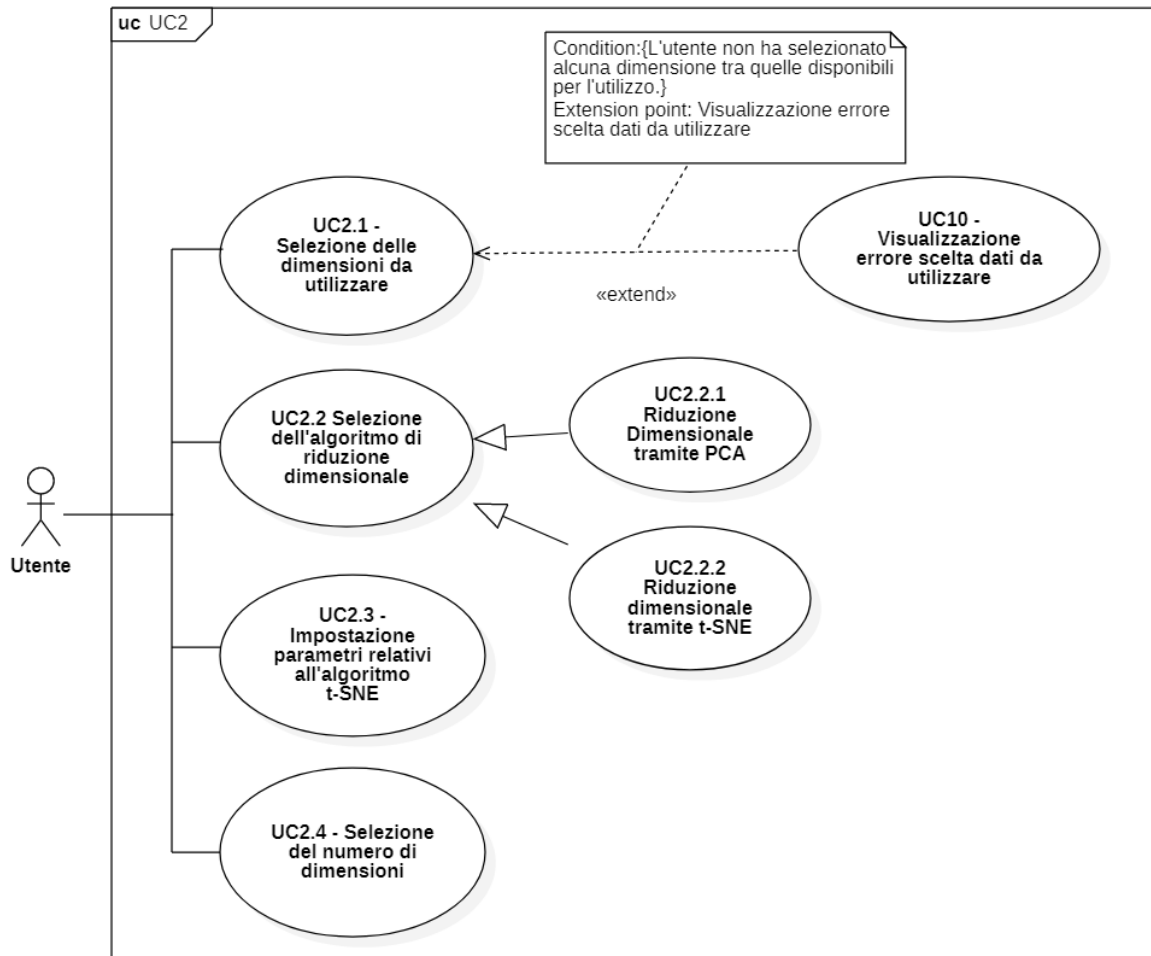 uc UC2
Condition:{L'utente non ha selezionato
alcuna dimensione tra quelle disponibili
per l'utilizzo.}
Extension point: Visualizzazione errore
scelta dati da utilizzare
UC2.1 -
Selezione delle
dimensioni da
utilizzare
UC10 -
Visualizzazione
errore scelta dati da
utilizzare
«extend»
UC2.2 Selezione
dell'algoritmo di
riduzione
dimensionale
UC2.2.1
Riduzione
Dimensionale
tramite PCA
Utente
UC2.2.2
Riduzione
dimensionale
tramite t-SNE
UC2.3 -
Impostazione
parametri relativi
all'algoritmo
t-SNE
UC2.4 - Selezione
del numero di
dimensioni